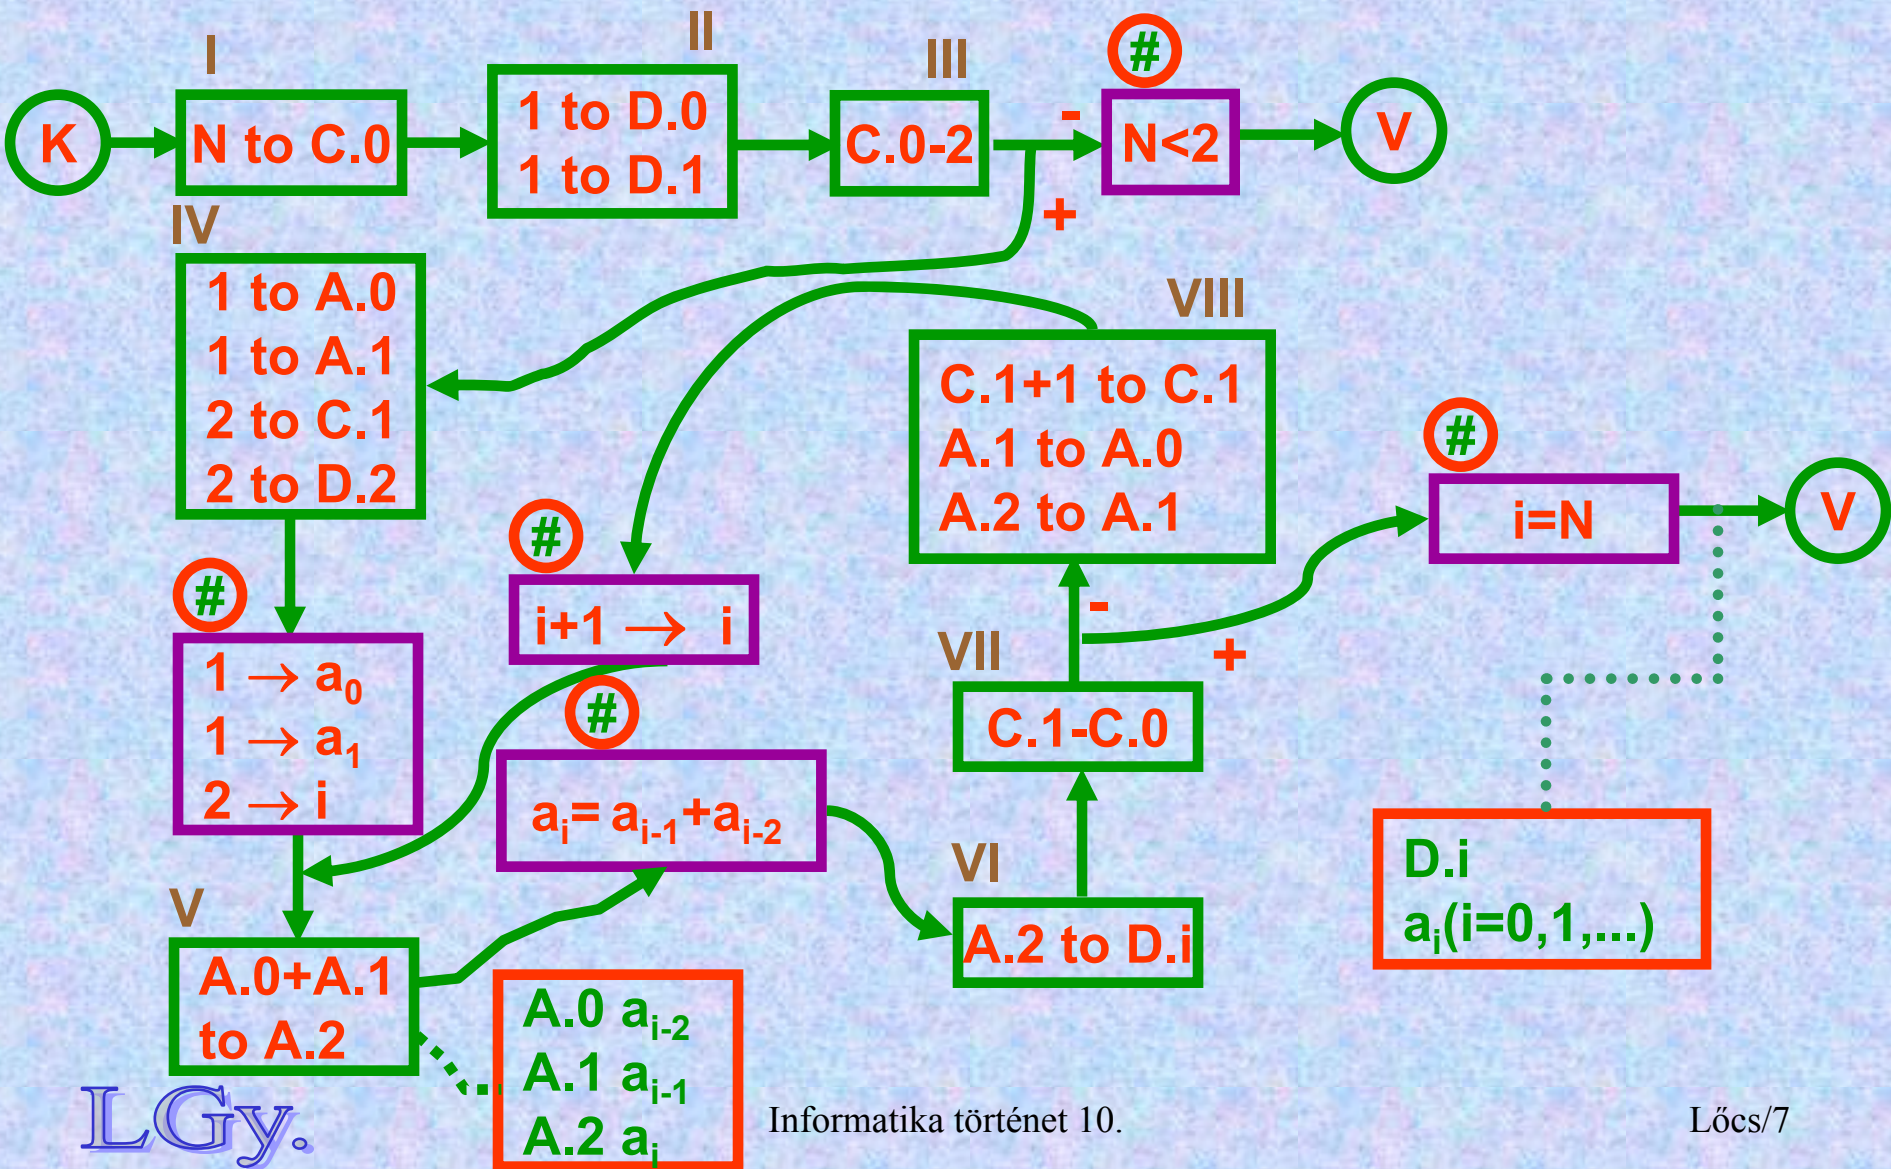 K
I
N to C.0
II
1 to D.0
1 to D.1
III
C.0-2
-
+
#
N<2
V
IV
1 to A.0
1 to A.1
2 to C.1
2 to D.2
#
1 → a₀
1 → a₁
2 → i
V
A.0+A.1
to A.2
A.0 aᵢ₋₂
A.1 aᵢ₋₁
A.2 aᵢ
#
i+1 → i
#
aᵢ= aᵢ₋₁+aᵢ₋₂
VI
A.2 to D.i
VII
C.1-C.0
-
+
VIII
C.1+1 to C.1
A.1 to A.0
A.2 to A.1
#
i=N
V
D.i
aᵢ(i=0,1,...)
LGy.
Informatika történet 10.
Lőcs/7